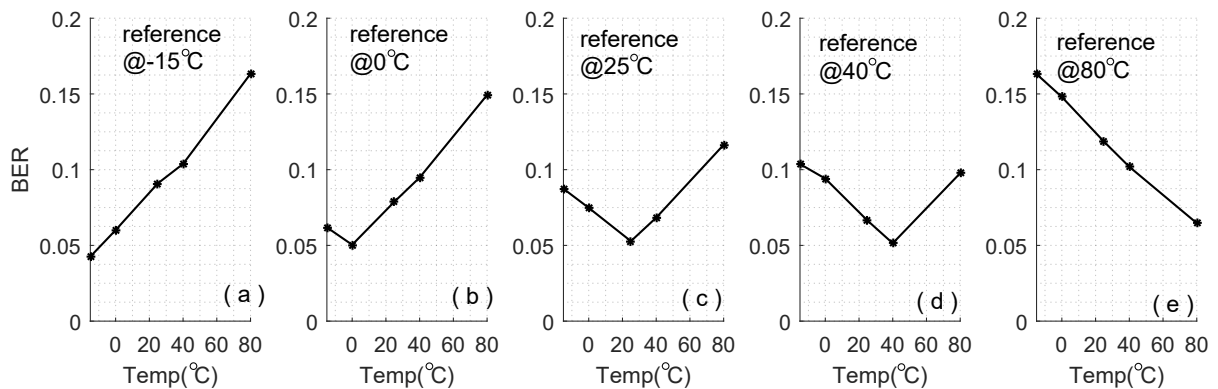 BER
0.2
0.15
0.1
0.05
0
reference
@-15°C
( a )
0 20 40 60 80
Temp(°C)
0.2
0.15
0.1
0.05
0
reference
@0°C
( b )
0 20 40 60 80
Temp(°C)
0.2
0.15
0.1
0.05
0
reference
@25°C
( c )
0 20 40 60 80
Temp(°C)
0.2
0.15
0.1
0.05
0
reference
@40°C
( d )
0 20 40 60 80
Temp(°C)
0.2
0.15
0.1
0.05
0
reference
@80°C
( e )
0 20 40 60 80
Temp(°C)